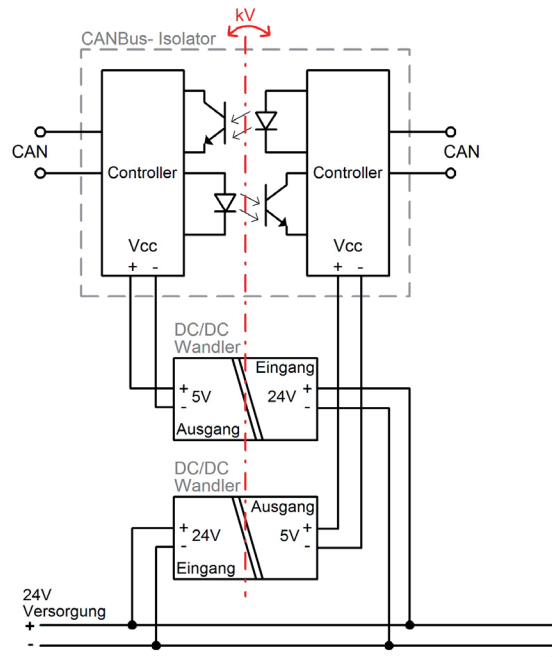 kV
CANBus- Isolator
CAN
Controller
Controller
CAN
Vcc
+ -
Vcc
+ -
DC/DC
Wandler
Eingang
+ 5V
24V +
-
-
Ausgang
DC/DC
Wandler
Ausgang
+ 24V
5V +
-
-
Eingang
24V
Versorgung
+
-